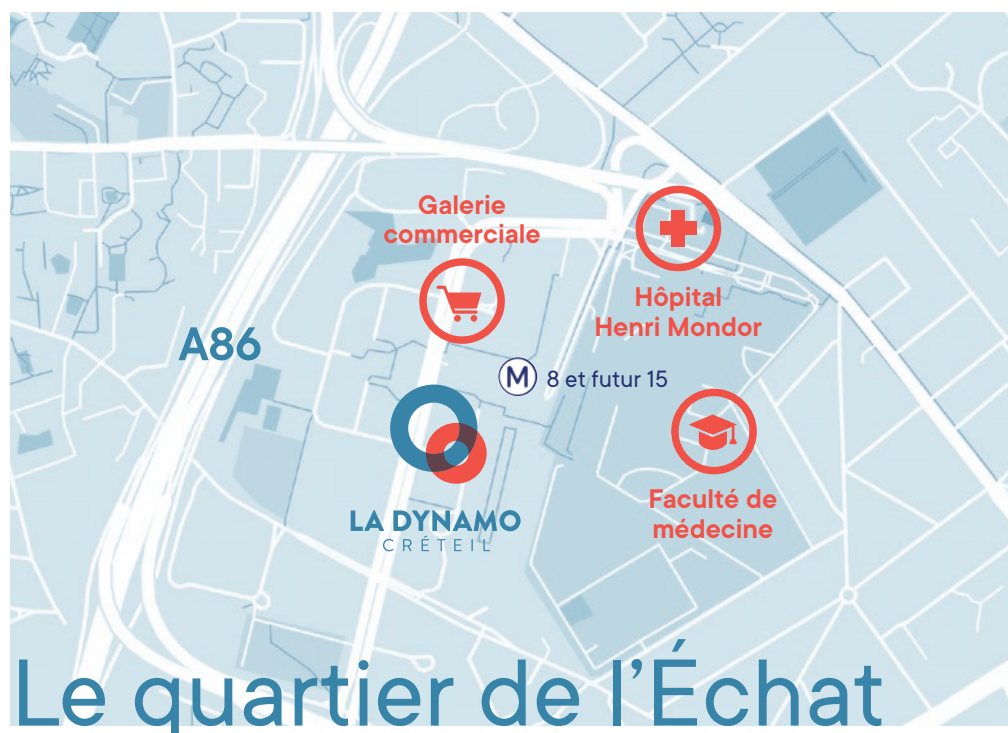 Galerie
commerciale
Hôpital
Henri Mondor
A86
M 8 et futur 15
Faculté de
médecine
LA DYNAMO
CRÉTEIL
Le quartier de l'Échat